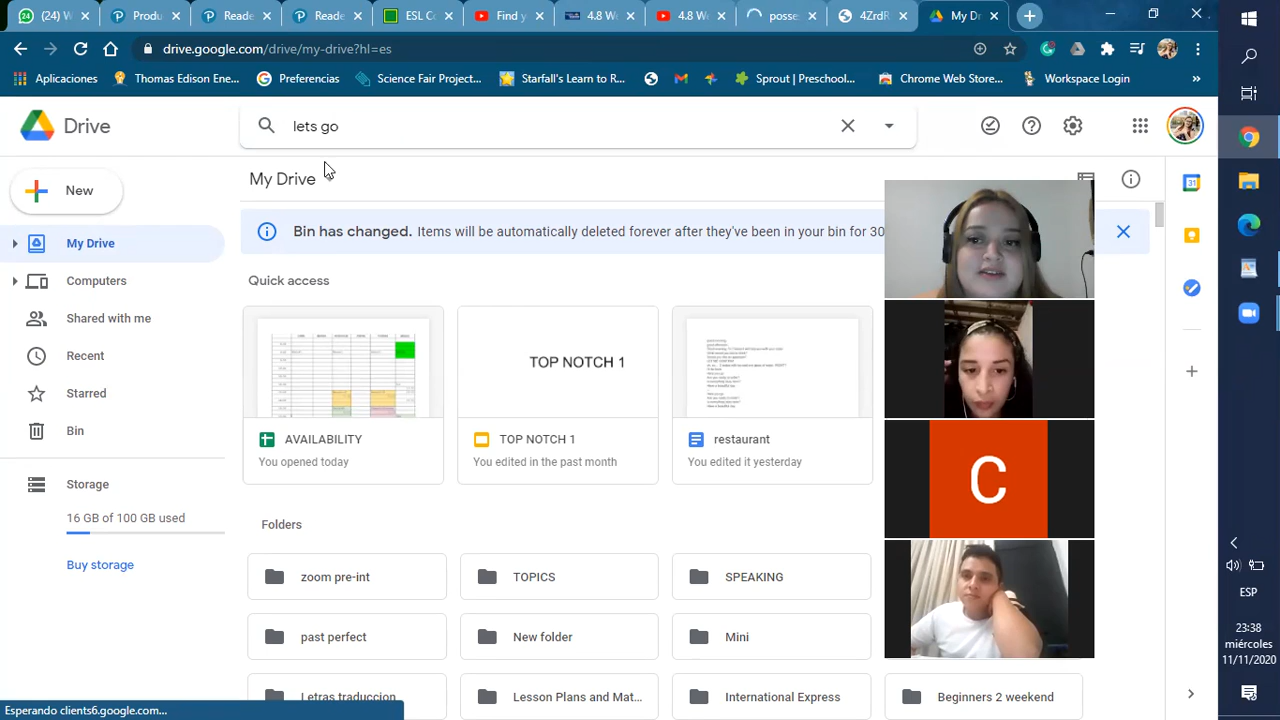 (24) W
Produ
Reade
Reade
ESL Co
Find y
4.8 W
4.8 W
posse
4ZrdR
My Dr
drive.google.com/drive/my-drive?hl=es
Aplicaciones
Thomas Edison Ene...
Preferencias
Science Fair Project...
Starfall's Learn to R...
Sprout | Preschool...
Chrome Web Store...
Workspace Login
»
Drive
lets go
New
My Drive
Bin has changed. Items will be automatically deleted forever after they've been in your bin for 30
My Drive
Computers
Shared with me
Recent
Starred
Bin
Storage
16 GB of 100 GB used
Buy storage
Quick access
TOP NOTCH 1
AVAILABILITY
You opened today
TOP NOTCH 1
You edited in the past month
restaurant
You edited it yesterday
Folders
zoom pre-int
TOPICS
SPEAKING
past perfect
New folder
Mini
Letras traduccion
Lesson Plans and Mat...
International Express
Beginners 2 weekend
C
31
ESP
23:38
miércoles
11/11/2020
Esperando clients6.google.com...